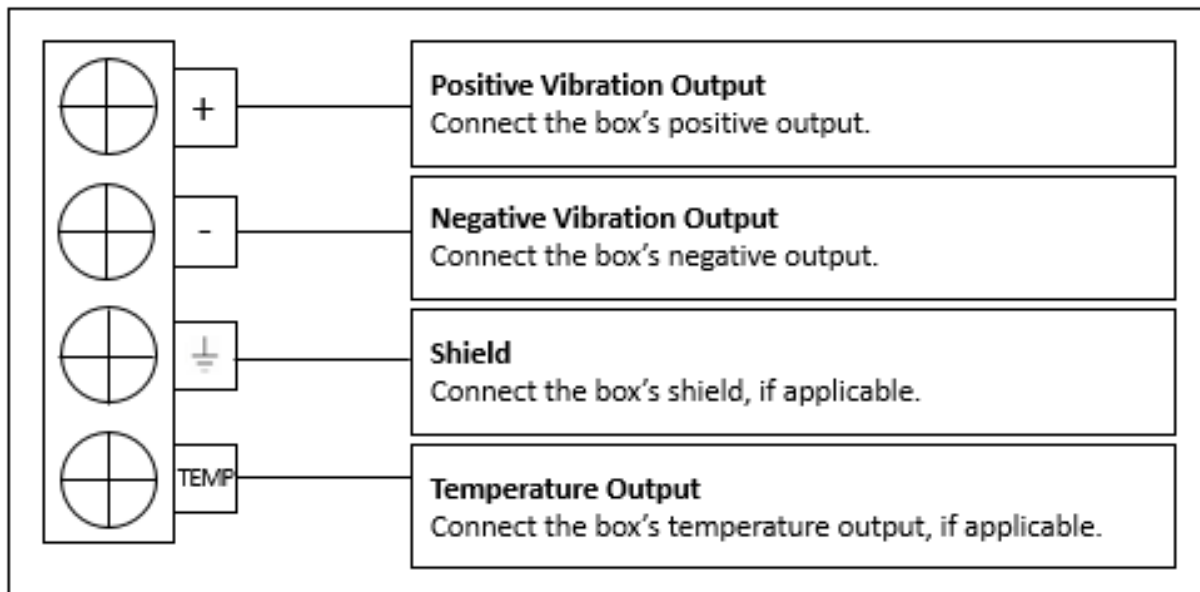 +
Positive Vibration Output
Connect the box’s positive output.
-
Negative Vibration Output
Connect the box’s negative output.
Shield
Connect the box’s shield, if applicable.
TEMP
Temperature Output
Connect the box’s temperature output, if applicable.